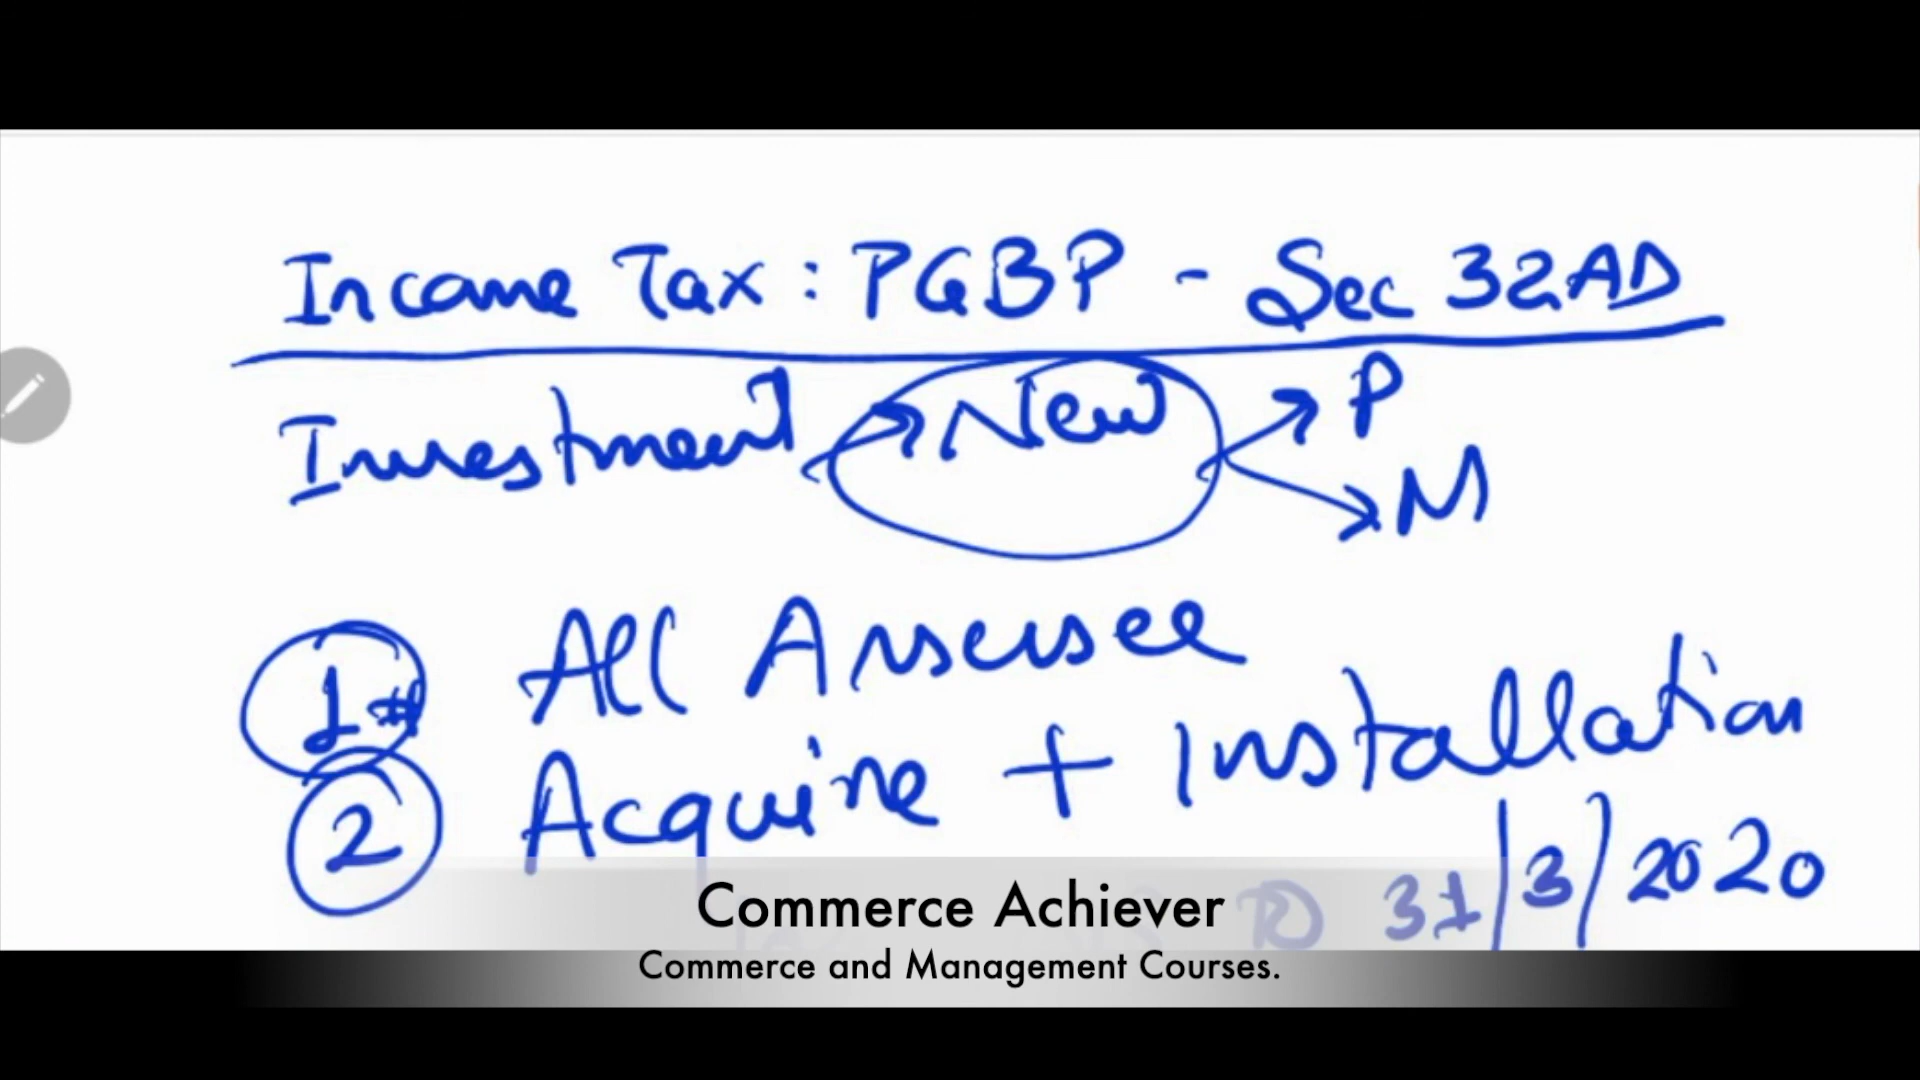 Income Tax : PGBP - Sec 32AD
Investment → New → P
→ M
1 All Assessee
2 Acquire + Installation
31/3/2020
Commerce Achiever
Commerce and Management Courses.